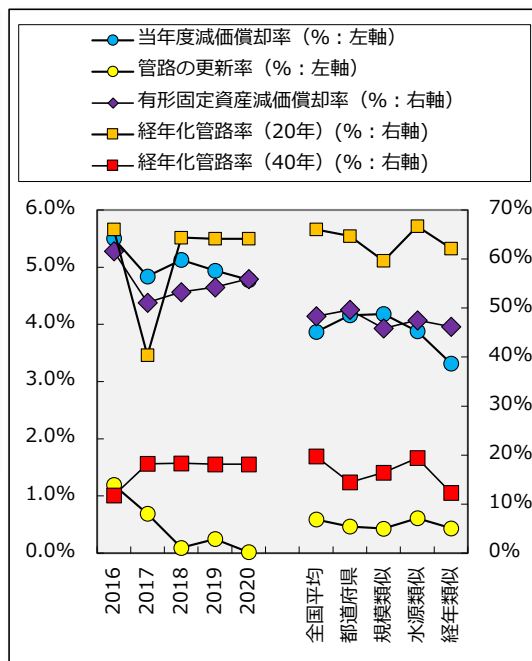 当年度減価償却率（%：左軸）
管路の更新率（%：左軸）
有形固定資産減価償却率（%：右軸）
経年化管路率（20年）(%：右軸)
経年化管路率（40年）(%：右軸)
6.0%
5.0%
4.0%
3.0%
2.0%
1.0%
0.0%
70%
60%
50%
40%
30%
20%
10%
0%
2016
2017
2018
2019
2020
全国平均
都道府県
規模類似
水源類似
経年類似